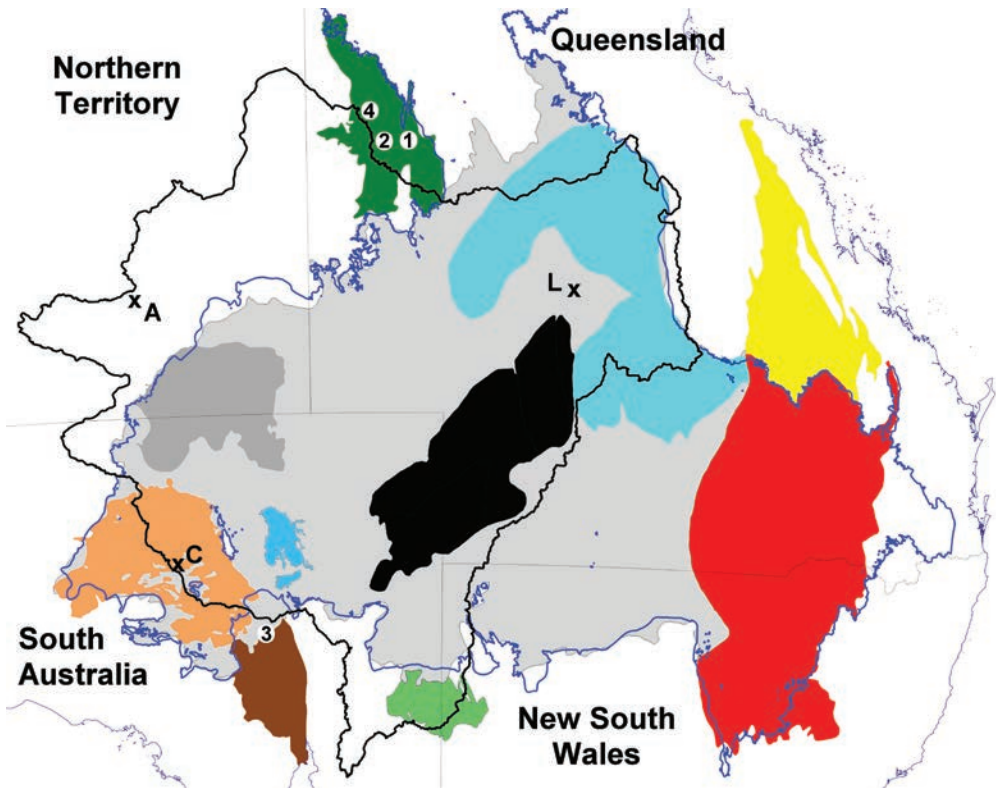 Queensland
Northern
Territory
4
2
1
L x
x
A
x C
3
South
Australia
New South
Wales